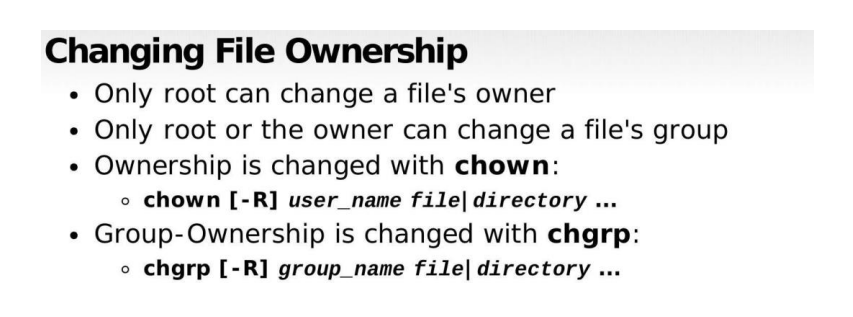 Changing File Ownership
• Only root can change a file's owner
• Only root or the owner can change a file's group
• Ownership is changed with chown:
◦ chown [-R] user_name file|directory ...
• Group-Ownership is changed with chgrp:
◦ chgrp [-R] group_name file|directory ...